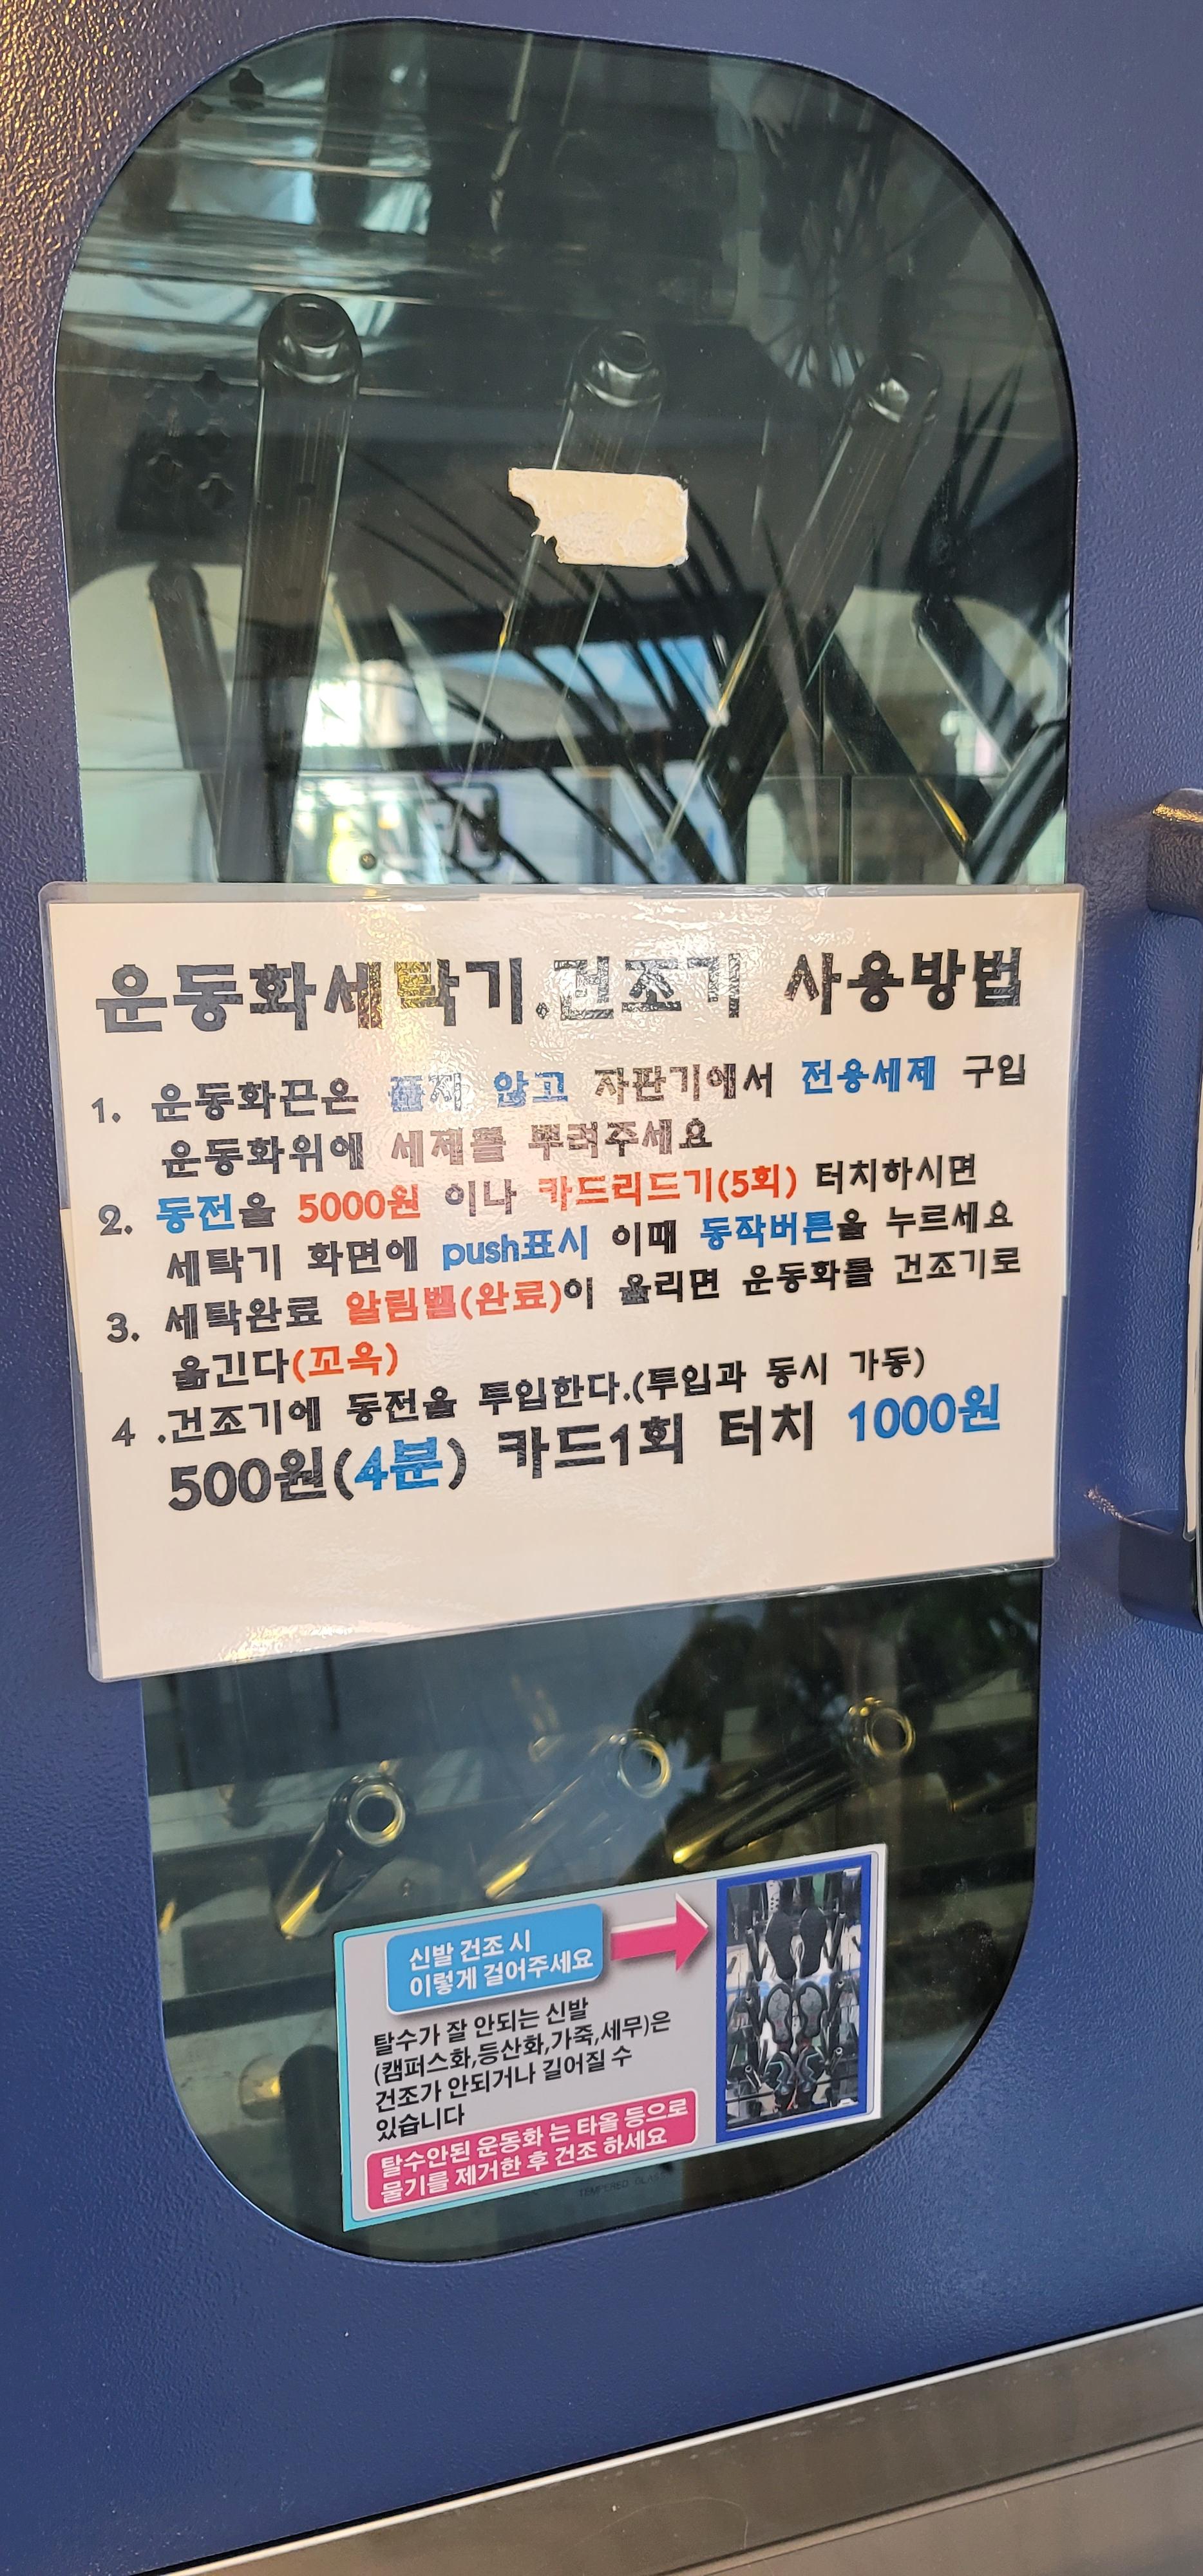 운동화세탁기.건조기 사용방법
1. 운동화끈은 풀지 않고 자판기에서 전용세제 구입
운동화위에 세제를 뿌려주세요
2. 동전을 5000원 이나 카드리드기(5회) 터치하시면
세탁기 화면에 push표시 이때 동작버튼을 누르세요
3. 세탁완료 알림벨(완료)이 울리면 운동화를 건조기로
옮긴다(꼬옥)
4 .건조기에 동전을 투입한다.(투입과 동시 가동)
500원(4분) 카드1회 터치 1000원
신발 건조 시
이렇게 걸어주세요
탈수가 잘 안되는 신발
(캠퍼스화,등산화,가죽,세무)은
건조가 안되거나 길어질 수
있습니다
탈수안된 운동화 는 타올 등으로
물기를 제거한 후 건조 하세요
TEMPERED GLASS